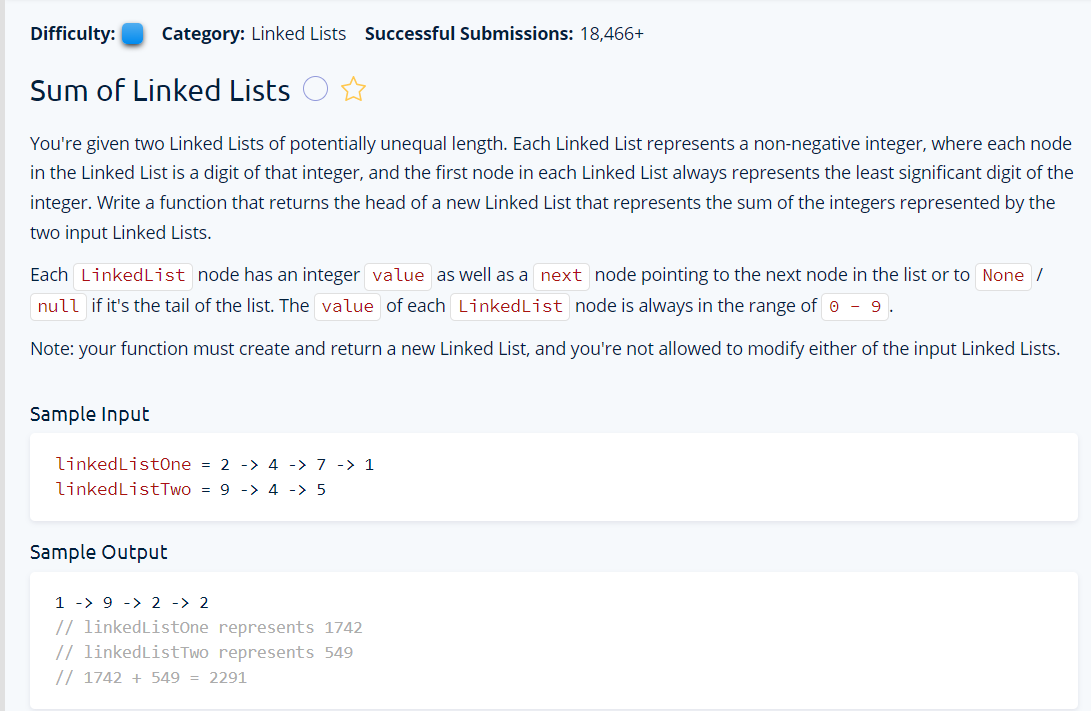 Difficulty: Category: Linked Lists Successful Submissions: 18,466+
Sum of Linked Lists
You're given two Linked Lists of potentially unequal length. Each Linked List represents a non-negative integer, where each node
in the Linked List is a digit of that integer, and the first node in each Linked List always represents the least significant digit of the
integer. Write a function that returns the head of a new Linked List that represents the sum of the integers represented by the
two input Linked Lists.
Each LinkedList node has an integer value as well as a next node pointing to the next node in the list or to None /
null if it's the tail of the list. The value of each LinkedList node is always in the range of 0 - 9.
Note: your function must create and return a new Linked List, and you're not allowed to modify either of the input Linked Lists.
Sample Input
linkedListOne = 2 -> 4 -> 7 -> 1
linkedListTwo = 9 -> 4 -> 5
Sample Output
1 -> 9 -> 2 -> 2
// linkedListOne represents 1742
// linkedListTwo represents 549
// 1742 + 549 = 2291